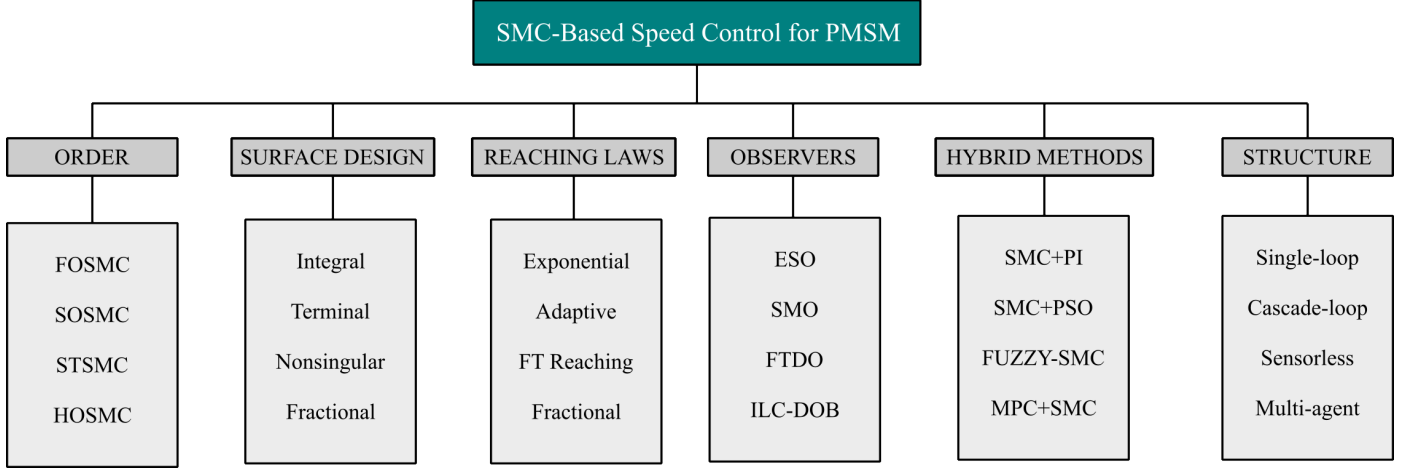 SMC-Based Speed Control for PMSM
ORDER
FOSMC
SOSMC
STSMC
HOSMC
SURFACE DESIGN
Integral
Terminal
Nonsingular
Fractional
REACHING LAWS
Exponential
Adaptive
FT Reaching
Fractional
OBSERVERS
ESO
SMO
FTDO
ILC-DOB
HYBRID METHODS
SMC+PI
SMC+PSO
FUZZY-SMC
MPC+SMC
STRUCTURE
Single-loop
Cascade-loop
Sensorless
Multi-agent